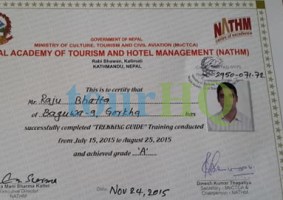 NATHM
GOVERNMENT OF NEPAL
MINISTRY OF CULTURE, TOURISM AND CIVIL AVIATION (MoCTCA)
AL ACADEMY OF TOURISM AND HOTEL MANAGEMENT (NATHM)
Rabi Bhawan, Kalimati
KATHMANDU, NEPAL
This is to certify that
Mr. Raju Bhatta
of Baguwa-9, Gorkha
tourHQ
successfully completed "TREKKING GUIDE" Training conducted
from July 15, 2015 to August 25, 2015
and achieved grade 'A'
Date Nov 24, 2015
NATHM